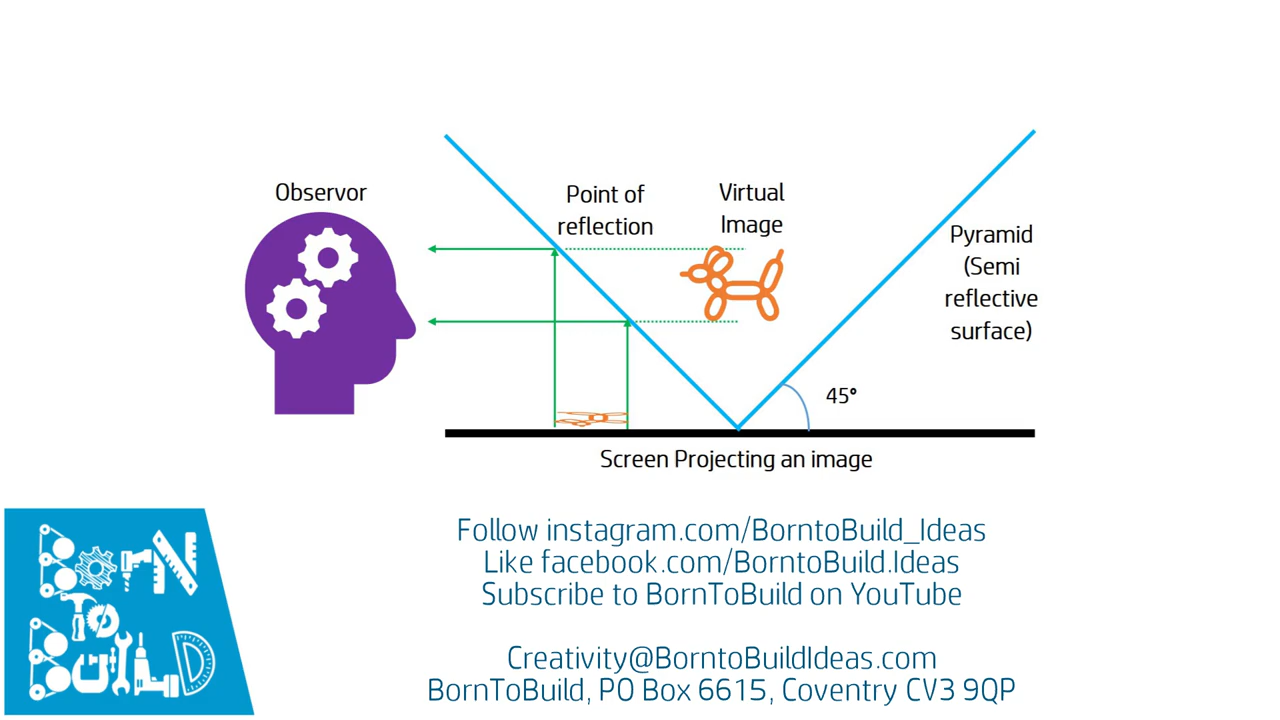 Observor
Point of
reflection
Virtual
Image
Pyramid
(Semi
reflective
surface)
45°
Screen Projecting an image
Follow instagram.com/BorntoBuild_Ideas
Like facebook.com/BorntoBuild.Ideas
Subscribe to BornToBuild on YouTube
Creativity@BorntoBuildIdeas.com
BornToBuild, PO Box 6615, Coventry CV3 9QP
BORN
TO
BUILD